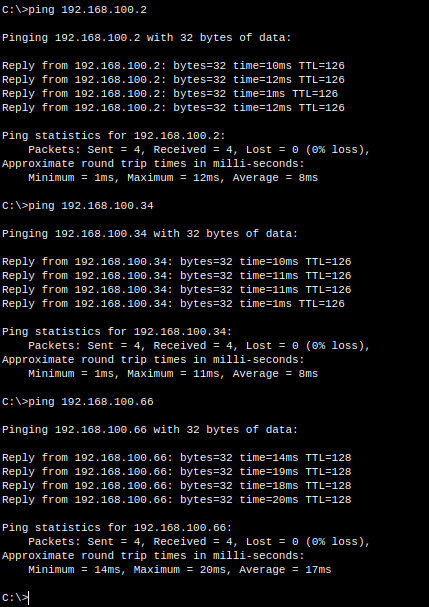 C:\>ping 192.168.100.2
Pinging 192.168.100.2 with 32 bytes of data:
Reply from 192.168.100.2: bytes=32 time=10ms TTL=126
Reply from 192.168.100.2: bytes=32 time=12ms TTL=126
Reply from 192.168.100.2: bytes=32 time=1ms TTL=126
Reply from 192.168.100.2: bytes=32 time=12ms TTL=126
Ping statistics for 192.168.100.2:
Packets: Sent = 4, Received = 4, Lost = 0 (0% loss),
Approximate round trip times in milli-seconds:
Minimum = 1ms, Maximum = 12ms, Average = 8ms
C:\>ping 192.168.100.34
Pinging 192.168.100.34 with 32 bytes of data:
Reply from 192.168.100.34: bytes=32 time=10ms TTL=126
Reply from 192.168.100.34: bytes=32 time=11ms TTL=126
Reply from 192.168.100.34: bytes=32 time=11ms TTL=126
Reply from 192.168.100.34: bytes=32 time=1ms TTL=126
Ping statistics for 192.168.100.34:
Packets: Sent = 4, Received = 4, Lost = 0 (0% loss),
Approximate round trip times in milli-seconds:
Minimum = 1ms, Maximum = 11ms, Average = 8ms
C:\>ping 192.168.100.66
Pinging 192.168.100.66 with 32 bytes of data:
Reply from 192.168.100.66: bytes=32 time=14ms TTL=128
Reply from 192.168.100.66: bytes=32 time=19ms TTL=128
Reply from 192.168.100.66: bytes=32 time=18ms TTL=128
Reply from 192.168.100.66: bytes=32 time=20ms TTL=128
Ping statistics for 192.168.100.66:
Packets: Sent = 4, Received = 4, Lost = 0 (0% loss),
Approximate round trip times in milli-seconds:
Minimum = 14ms, Maximum = 20ms, Average = 17ms
C:\>